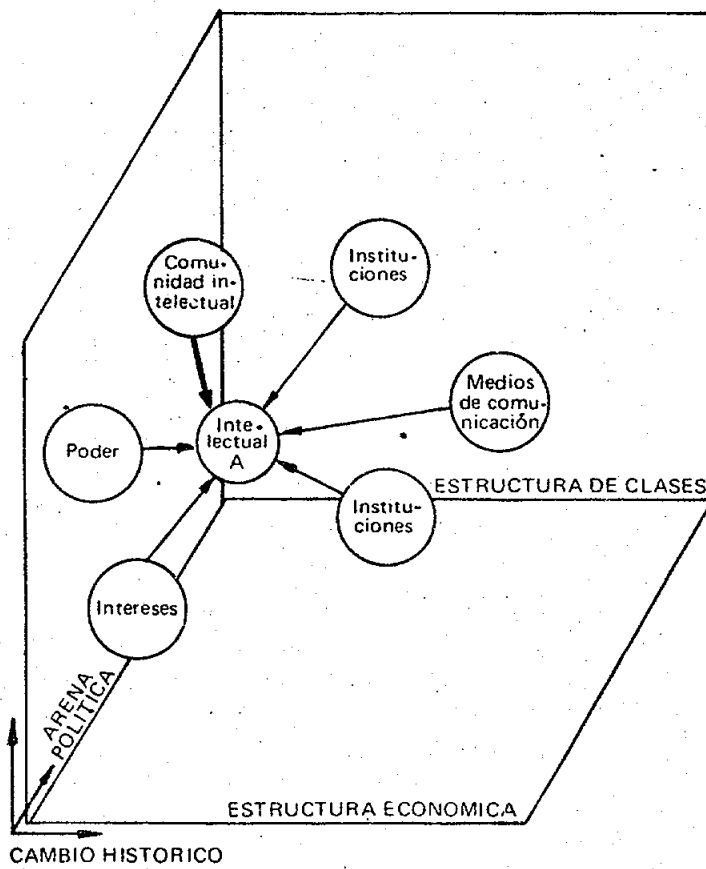 Comu-
nidad in-
telectual
Institu-
ciones
Medios
de comu-
nicación
Inte-
lectual
A
Poder
ESTRUCTURA DE CLASES
Institu-
ciones
Intereses
ARENA
POLITICA
ESTRUCTURA ECONOMICA
CAMBIO HISTORICO